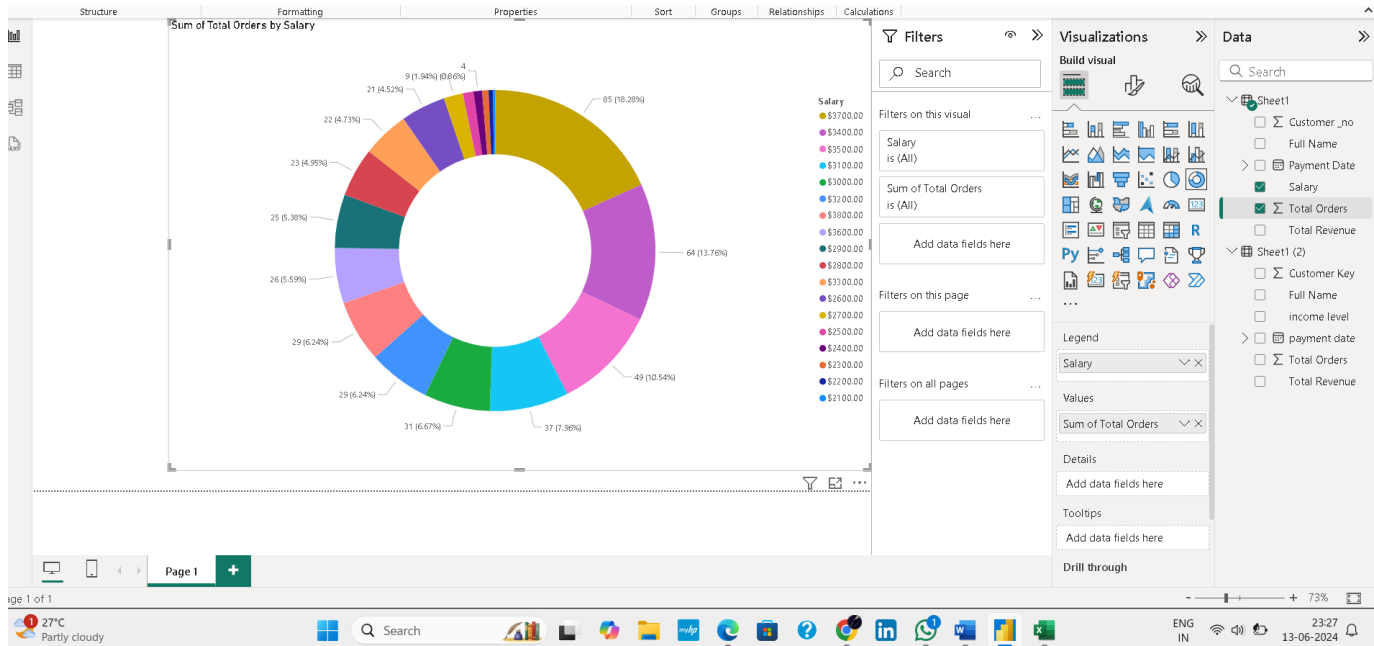 Structure Formatting Properties Sort Groups Relationships Calculations
Sum of Total Orders by Salary
4
9 (1.94%) (0.86%)
21 (4.52%)
22 (4.73%)
23 (4.95%)
25 (5.38%)
26 (5.59%)
29 (6.24%)
29 (6.24%)
31 (6.67%)
37 (7.96%)
49 (10.54%)
64 (13.76%)
85 (18.28%)
Salary
$3700.00
$3400.00
$3500.00
$3100.00
$3000.00
$3200.00
$3800.00
$3600.00
$2900.00
$2800.00
$3300.00
$2600.00
$2700.00
$2500.00
$2400.00
$2300.00
$2200.00
$2100.00
Filters
Search
Filters on this visual
...
Salary
is (All)
Sum of Total Orders
is (All)
Add data fields here
Filters on this page
...
Add data fields here
Filters on all pages
...
Add data fields here
Visualizations
Build visual
123
R
Py
...
Legend
Salary
Values
Sum of Total Orders
Details
Add data fields here
Tooltips
Add data fields here
Drill through
Data
Search
Sheet1
Σ Customer _no
Full Name
Payment Date
Salary
Σ Total Orders
Total Revenue
Sheet1 (2)
Σ Customer Key
Full Name
income level
payment date
Σ Total Orders
Total Revenue
Page 1
+
age 1 of 1
- + 73%
1
27°C
Partly cloudy
Search
myhp
in
1
W
ENG
IN
23:27
13-06-2024